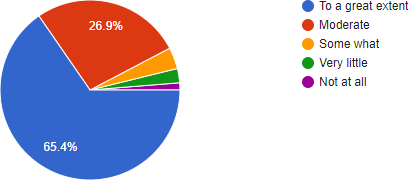 26.9%
65.4%
To a great extent
Moderate
Some what
Very little
Not at all